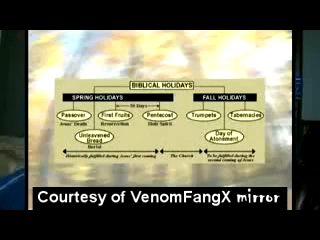 BIBLICAL HOLIDAYS
SPRING HOLIDAYS
FALL HOLIDAYS
50 Days
Passover
First Fruits
Pentecost
Trumpets
Tabernacles
Jesus' Death
Resurrection
Holy Spirit
Unleavened
Bread
Burial
Day of
Atonement
Historically fulfilled during Jesus' first coming
The Church
To be fulfilled during the
second coming of Jesus
Courtesy of VenomFangX mirror